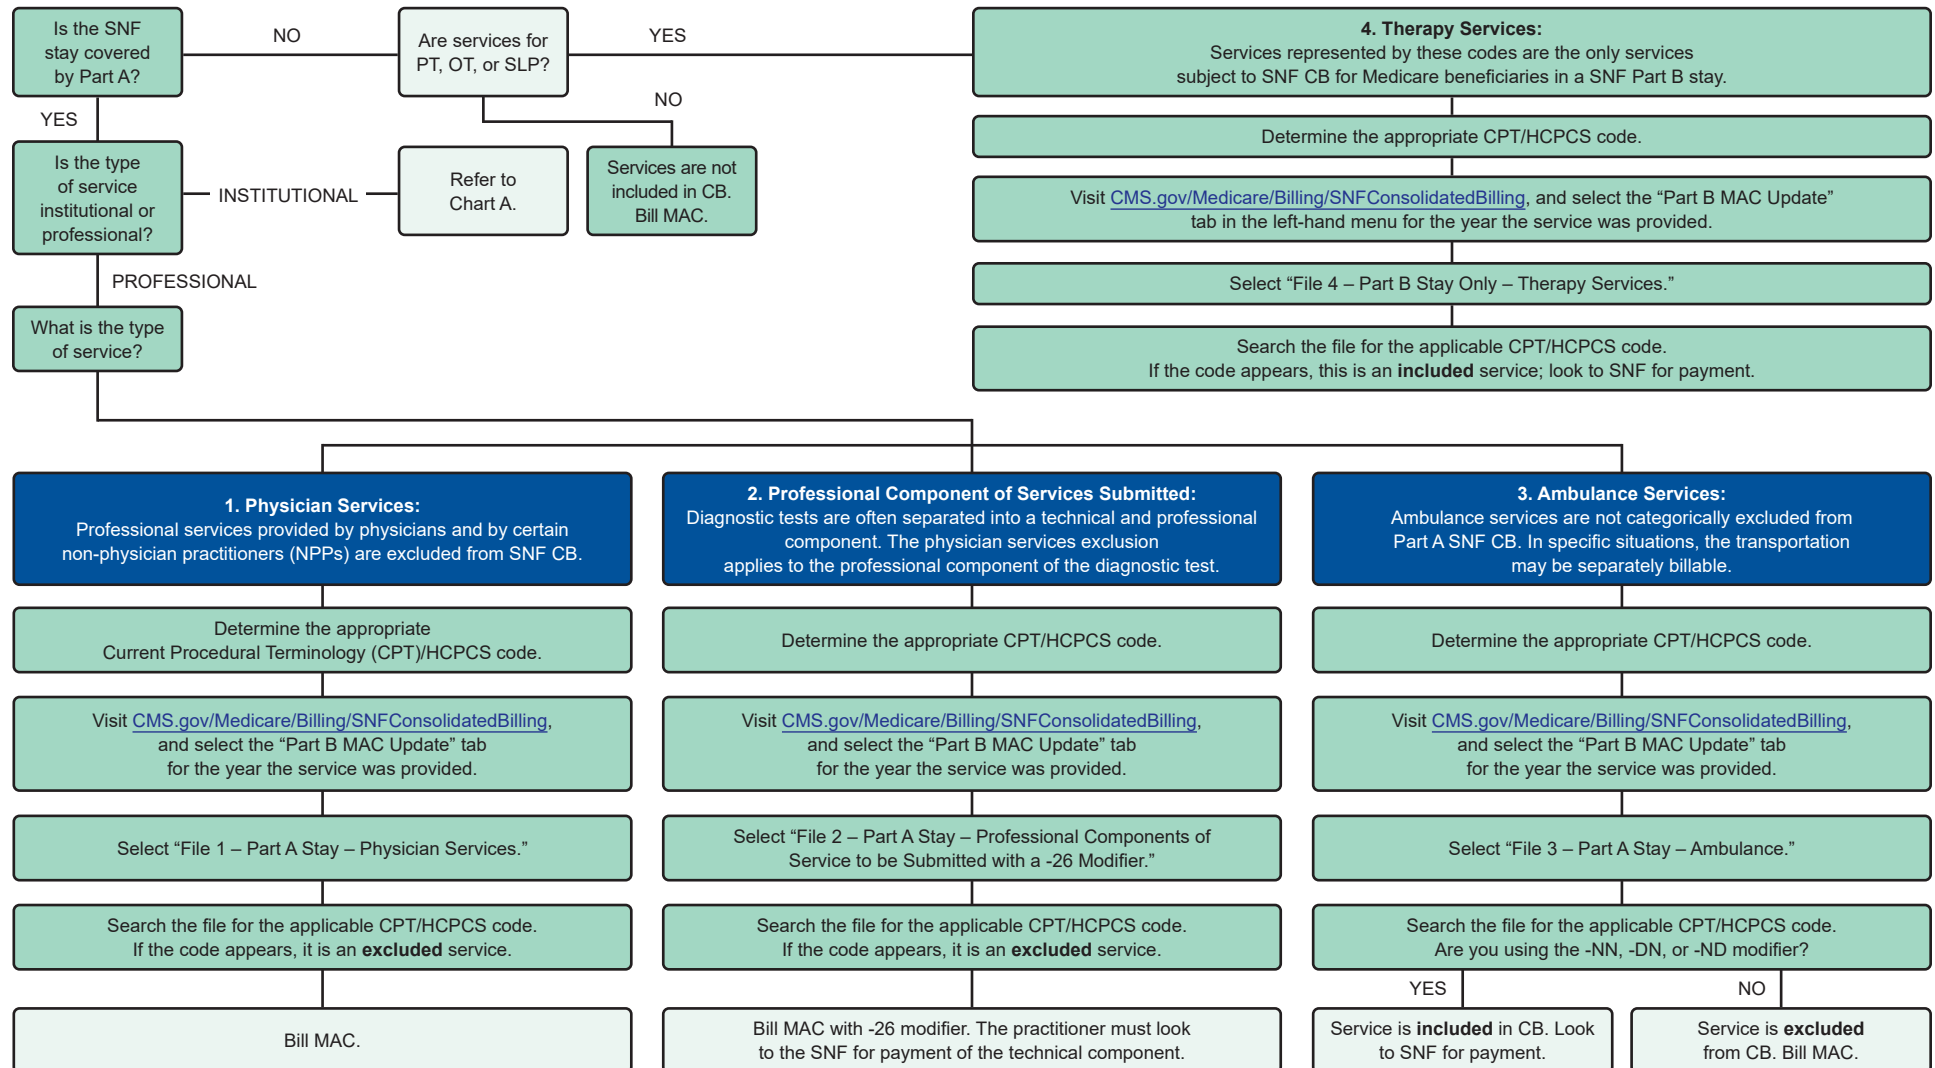 Is the SNF
stay covered
by Part A?
NO
Are services for
PT, OT, or SLP?
YES
4. Therapy Services:
Services represented by these codes are the only services
subject to SNF CB for Medicare beneficiaries in a SNF Part B stay.
YES
NO
Determine the appropriate CPT/HCPCS code.
Is the type
of service
institutional or
professional?
INSTITUTIONAL
Refer to
Chart A.
Services are not
included in CB.
Bill MAC.
Visit CMS.gov/Medicare/Billing/SNFConsolidatedBilling, and select the “Part B MAC Update”
tab in the left-hand menu for the year the service was provided.
PROFESSIONAL
Select “File 4 – Part B Stay Only – Therapy Services.”
What is the type
of service?
Search the file for the applicable CPT/HCPCS code.
If the code appears, this is an included service; look to SNF for payment.
1. Physician Services:
Professional services provided by physicians and by certain
non-physician practitioners (NPPs) are excluded from SNF CB.
Determine the appropriate
Current Procedural Terminology (CPT)/HCPCS code.
Visit CMS.gov/Medicare/Billing/SNFConsolidatedBilling,
and select the “Part B MAC Update” tab
for the year the service was provided.
Select “File 1 – Part A Stay – Physician Services.”
Search the file for the applicable CPT/HCPCS code.
If the code appears, it is an excluded service.
Bill MAC.
2. Professional Component of Services Submitted:
Diagnostic tests are often separated into a technical and professional
component. The physician services exclusion
applies to the professional component of the diagnostic test.
Determine the appropriate CPT/HCPCS code.
Visit CMS.gov/Medicare/Billing/SNFConsolidatedBilling,
and select the “Part B MAC Update” tab
for the year the service was provided.
Select “File 2 – Part A Stay – Professional Components of
Service to be Submitted with a -26 Modifier.”
Search the file for the applicable CPT/HCPCS code.
If the code appears, it is an excluded service.
Bill MAC with -26 modifier. The practitioner must look
to the SNF for payment of the technical component.
3. Ambulance Services:
Ambulance services are not categorically excluded from
Part A SNF CB. In specific situations, the transportation
may be separately billable.
Determine the appropriate CPT/HCPCS code.
Visit CMS.gov/Medicare/Billing/SNFConsolidatedBilling,
and select the “Part B MAC Update” tab
for the year the service was provided.
Select “File 3 – Part A Stay – Ambulance.”
Search the file for the applicable CPT/HCPCS code.
Are you using the -NN, -DN, or -ND modifier?
YES
NO
Service is included in CB. Look
to SNF for payment.
Service is excluded
from CB. Bill MAC.